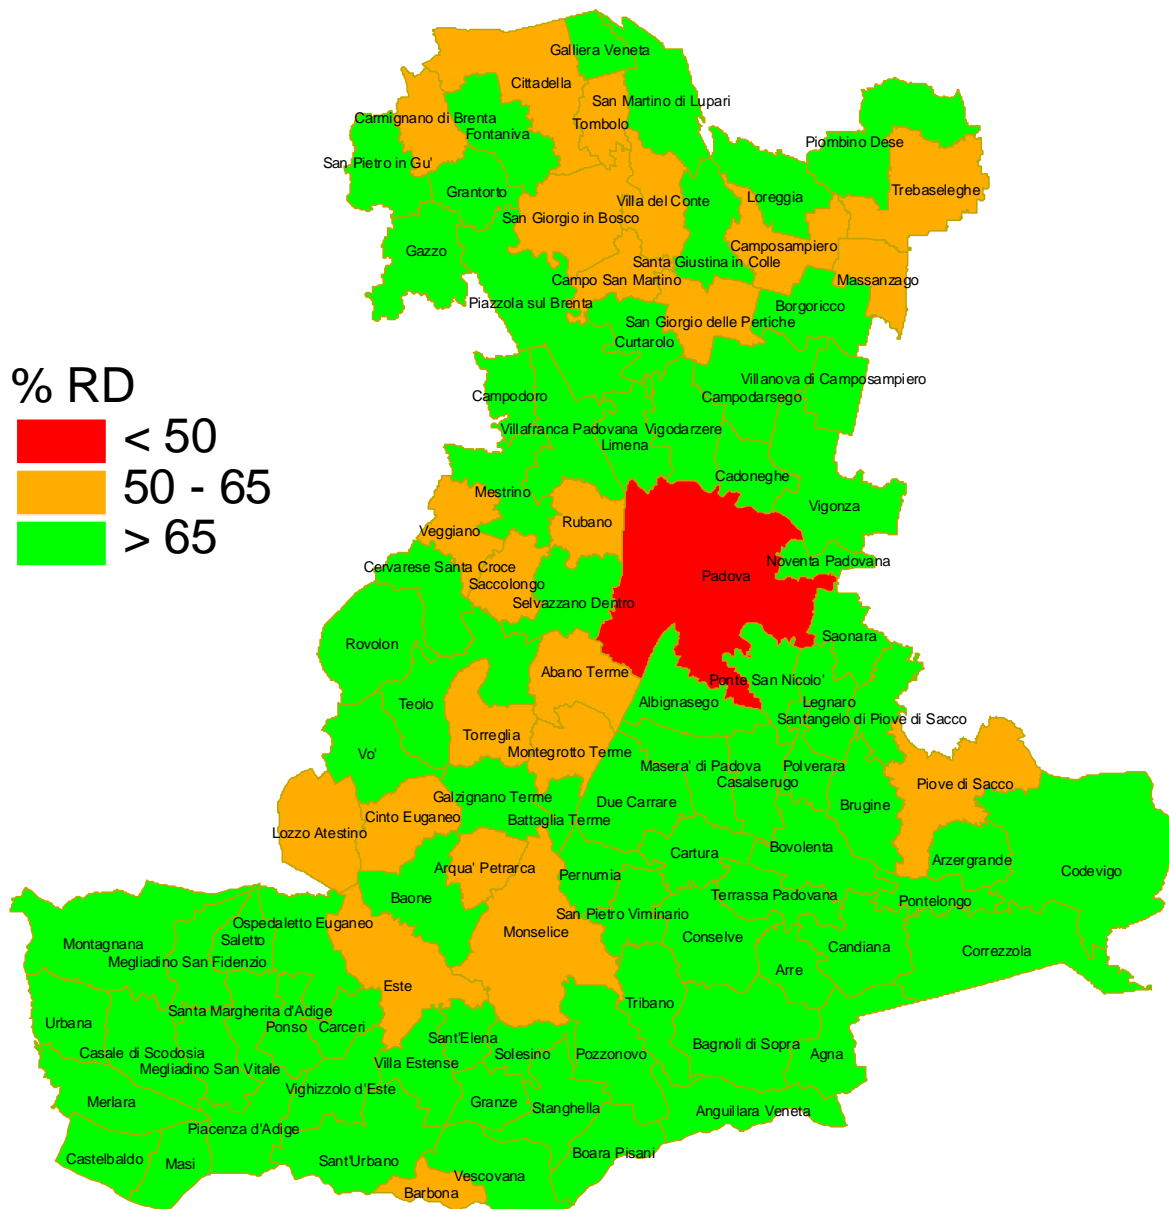 Galliera Veneta
Cittadella
San Martino di Lupari
Carmignano di Brenta
Tombolo
Fontaniva
Piombino Dese
San Pietro in Gu'
Trebaseleghe
Grantorto
Loreggia
Villa del Conte
San Giorgio in Bosco
Camposampiero
Gazzo
Santa Giustina in Colle
Campo San Martino
Massanzago
Piazzola sul Brenta
Borgoricco
San Giorgio delle Pertiche
Curtarolo
% RD
< 50
50 - 65
> 65
Villanova di Camposampiero
Campodoro
Campodarsego
Villafranca Padovana
Vigodarzere
Limena
Cadoneghe
Mestrino
Vigonza
Rubano
Veggiano
Noventa Padovana
Cervarese Santa Croce
Padova
Saccolongo
Selvazzano Dentro
Saonara
Rovolon
Abano Terme
Ponte San Nicolo'
Albignasego
Legnaro
Teolo
Santangelo di Piove di Sacco
Torreglia
Montegrotto Terme
Vo'
Masera' di Padova
Polverara
Casalserugo
Piove di Sacco
Galzignano Terme
Due Carrare
Brugine
Cinto Euganeo
Battaglia Terme
Lozzo Atestino
Bovolenta
Cartura
Arzergrande
Arqua' Petrarca
Pernumia
Codevigo
Baone
Terrassa Padovana
Pontelongo
San Pietro Viminario
Ospedaletto Euganeo
Monselice
Conselve
Saletto
Montagnana
Candiana
Correzzola
Megliadino San Fidenzio
Arre
Este
Tribano
Santa Margherita d'Adige
Urbana
Ponso
Carceri
Sant'Elena
Bagnoli di Sopra
Casale di Scodosia
Solesino
Pozzonovo
Agna
Villa Estense
Megliadino San Vitale
Vighizzolo d'Este
Merlara
Granze
Stanghella
Anguillara Veneta
Piacenza d'Adige
Boara Pisani
Castelbaldo
Masi
Sant'Urbano
Vescovana
Barbona